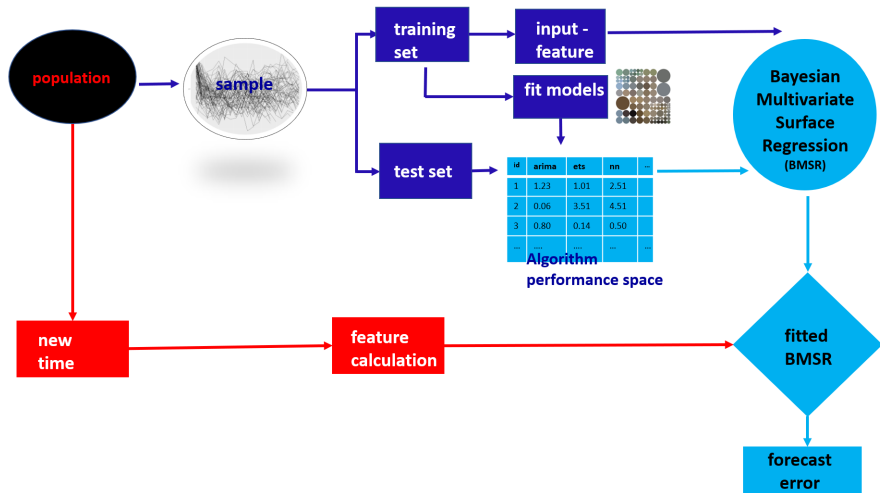 population
sample
training
set
input -
feature
fit models
test set
id arima ets nn ...
1 1.23 1.01 2.51
2 0.06 3.51 4.51
3 0.80 0.14 0.50
... .... .... ... ...
Algorithm
performance space
Bayesian
Multivariate
Surface
Regression
(BMSR)
new
time
feature
calculation
fitted
BMSR
forecast
error